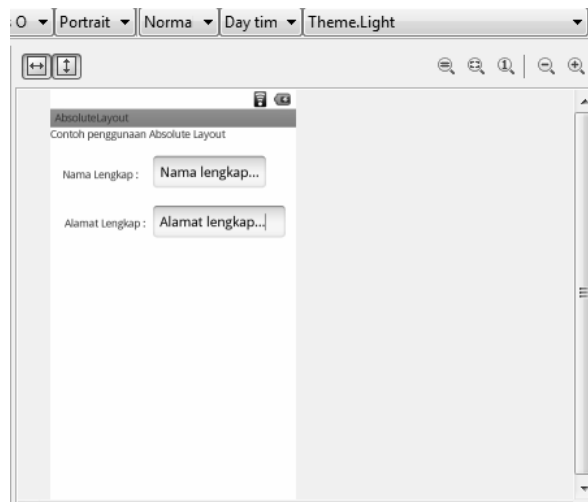 O Portrait Norma Day tim Theme.Light
AbsoluteLayout
Contoh penggunaan Absolute Layout
Nama Lengkap : Nama lengkap...
Alamat Lengkap : Alamat lengkap...